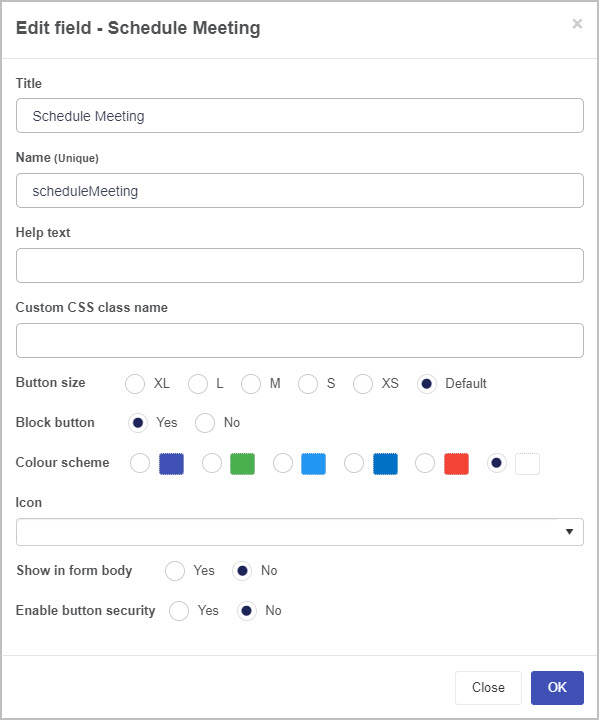 Edit field - Schedule Meeting ×
Title
Schedule Meeting
Name (Unique)
scheduleMeeting
Help text
Custom CSS class name
Button size XL L M S XS Default
Block button Yes No
Colour scheme
Icon
Show in form body Yes No
Enable button security Yes No
Close OK